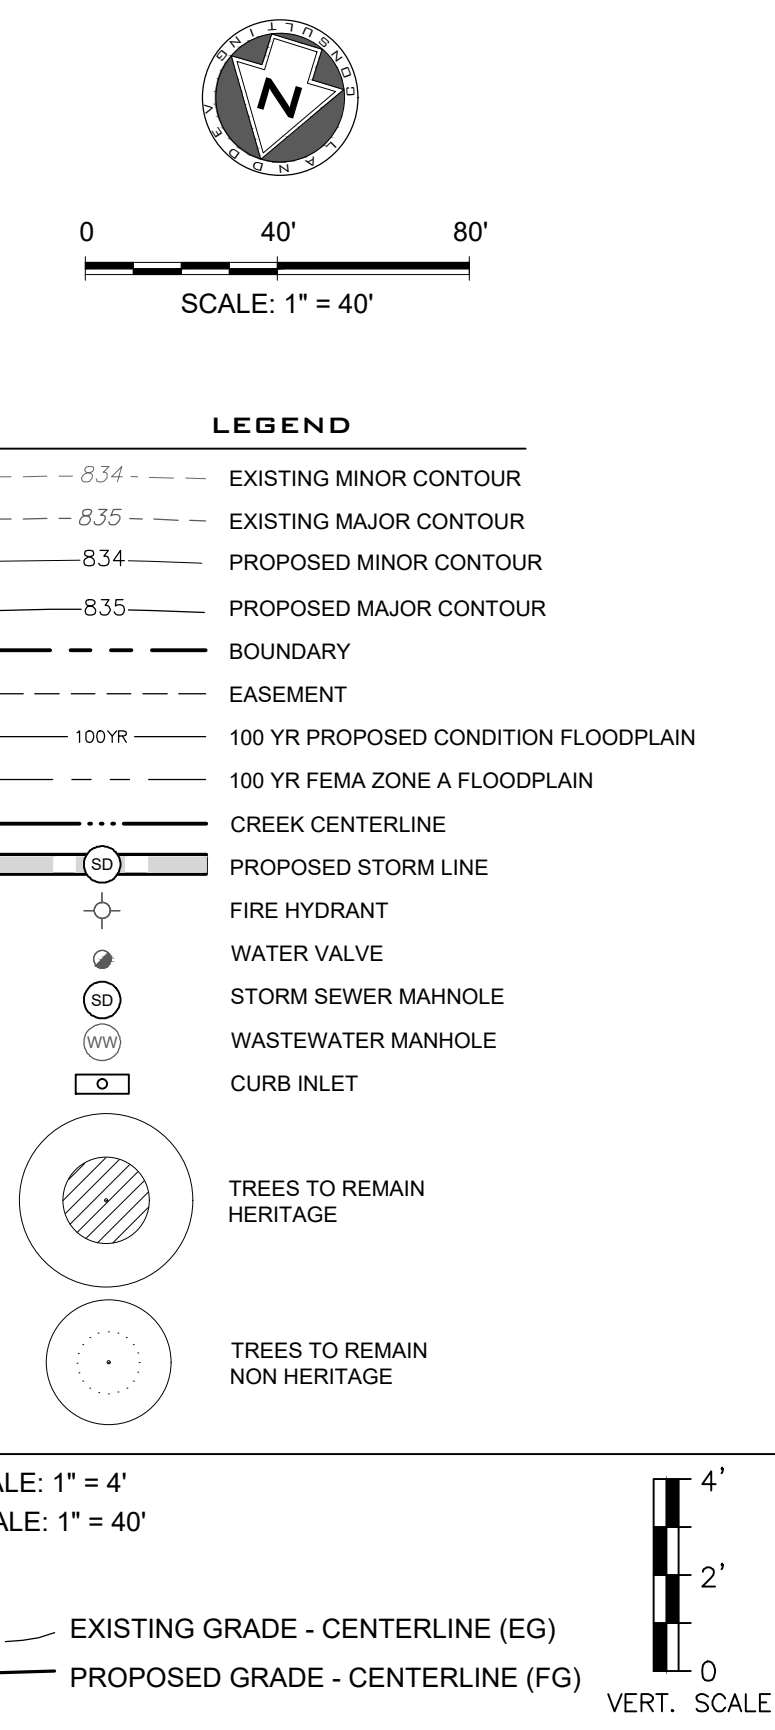 LANDDEV CONSULTING
N
0 40' 80'
SCALE: 1" = 40'
LEGEND
834 EXISTING MINOR CONTOUR
835 EXISTING MAJOR CONTOUR
834 PROPOSED MINOR CONTOUR
835 PROPOSED MAJOR CONTOUR
BOUNDARY
EASEMENT
100YR 100 YR PROPOSED CONDITION FLOODPLAIN
100 YR FEMA ZONE A FLOODPLAIN
CREEK CENTERLINE
SD PROPOSED STORM LINE
FIRE HYDRANT
WATER VALVE
SD STORM SEWER MAHNOLE
WW WASTEWATER MANHOLE
CURB INLET
TREES TO REMAIN
HERITAGE
TREES TO REMAIN
NON HERITAGE
ALE: 1" = 4'
ALE: 1" = 40'
4'
2'
0
VERT. SCALE
EXISTING GRADE - CENTERLINE (EG)
PROPOSED GRADE - CENTERLINE (FG)